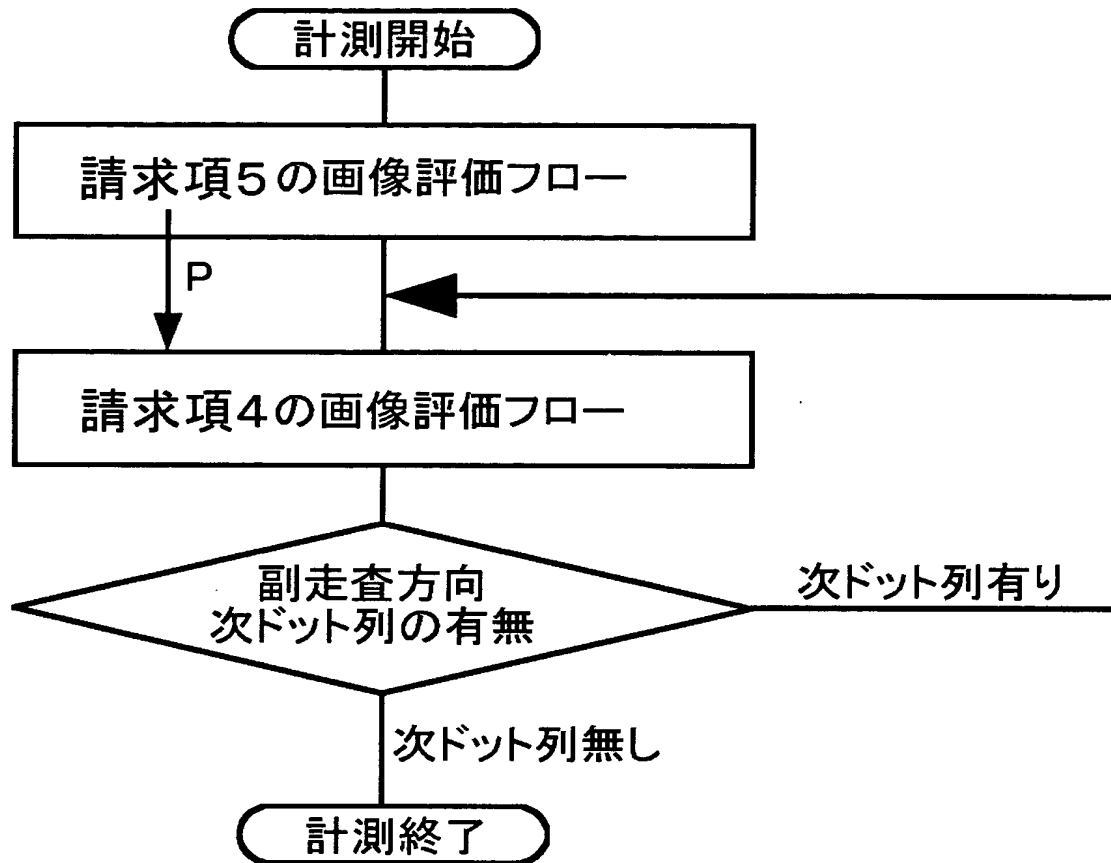 計測開始
請求項５の画像評価フロー
P
請求項４の画像評価フロー
副走査方向
次ドット列の有無
次ドット列有り
次ドット列無し
計測終了